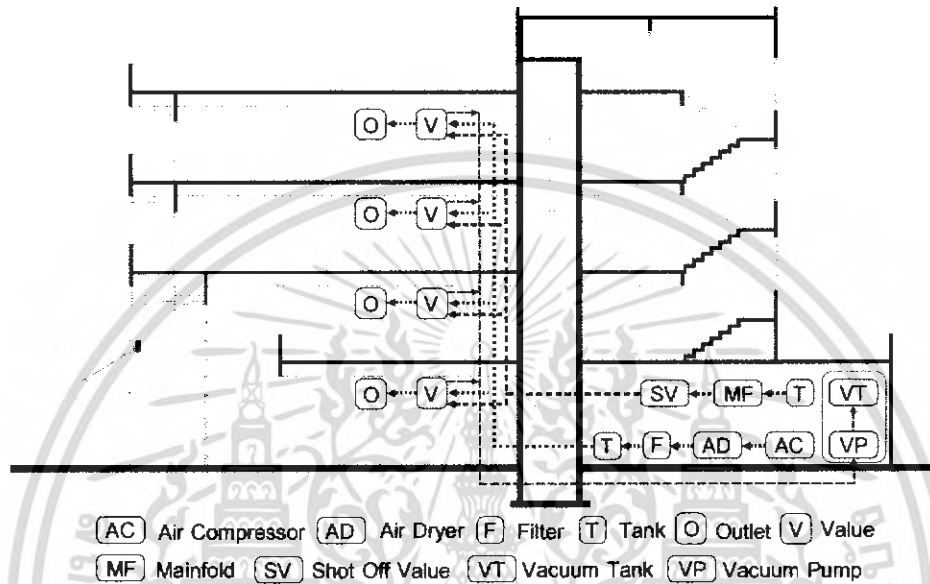 O V
O V
O V
O V
SV MF T VT
T F AD AC VP
AC Air Compressor AD Air Dryer F Filter T Tank O Outlet V Value
MF Mainfold SV Shot Off Value VT Vacuum Tank VP Vacuum Pump